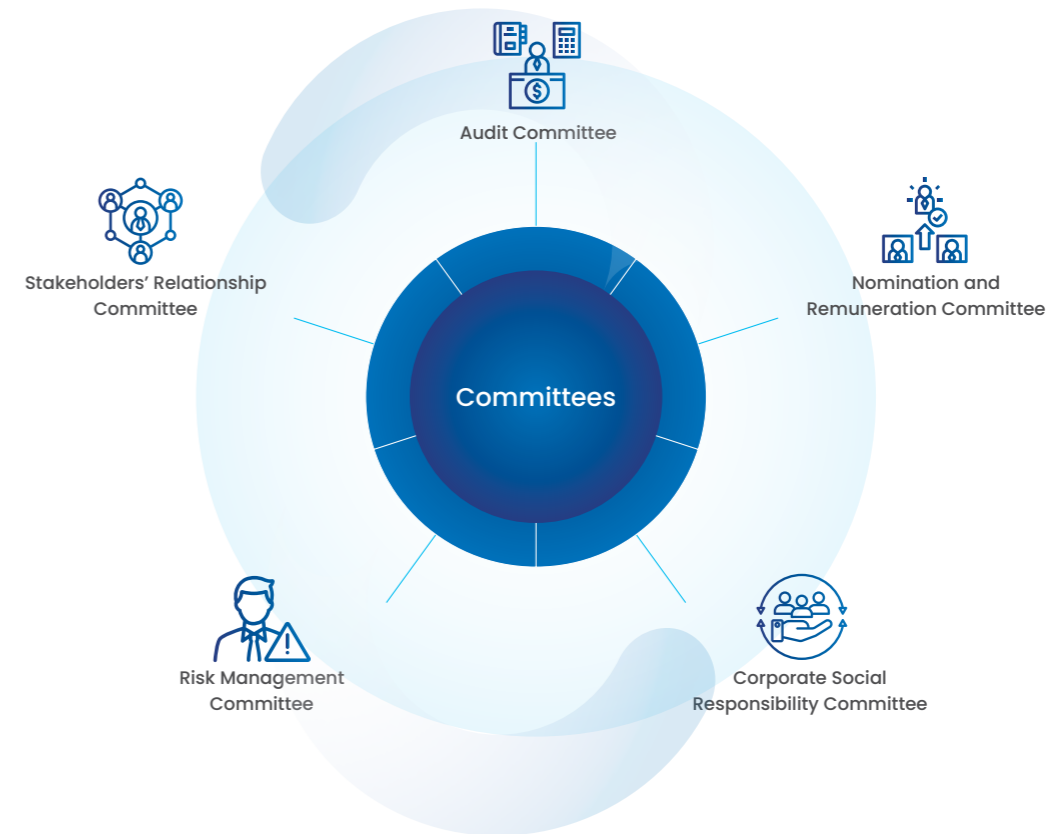 Audit Committee
Stakeholders’ Relationship
Committee
Nomination and
Remuneration Committee
Committees
Risk Management
Committee
Corporate Social
Responsibility Committee